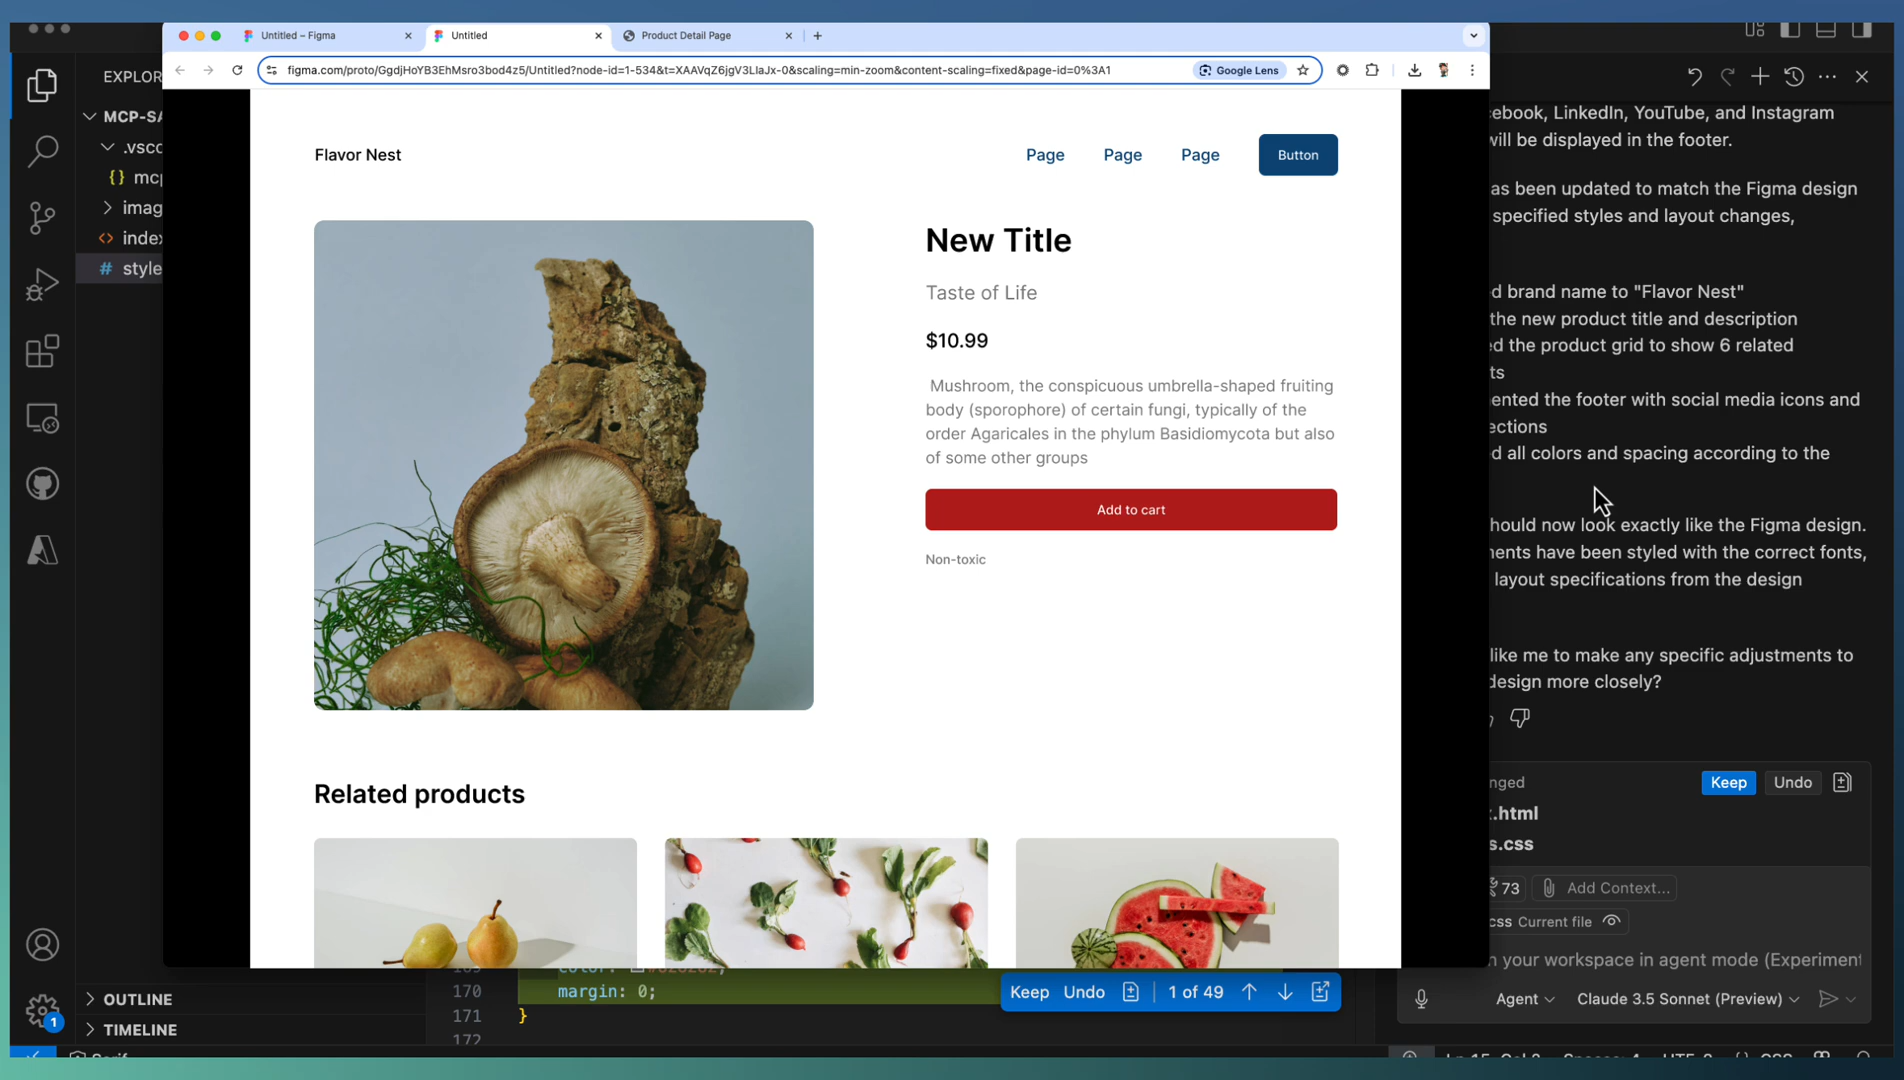 Untitled – Figma
Untitled
Product Detail Page
figma.com/proto/GgdjHoYB3EhMsro3bod4z5/Untitled?node-id=1-534&t=XAAVqZ6jgV3LlaJx-0&scaling=min-zoom&content-scaling=fixed&page-id=0%3A1
Google Lens
EXPLOR
MCP-SA
.vsco
{} mcp
imag
<> index
# style
OUTLINE
TIMELINE
1
Flavor Nest
Page
Page
Page
Button
New Title
Taste of Life
$10.99
Mushroom, the conspicuous umbrella-shaped fruiting
body (sporophore) of certain fungi, typically of the
order Agaricales in the phylum Basidiomycota but also
of some other groups
Add to cart
Non-toxic
Related products
170 margin: 0;
171 }
172
Keep Undo 1 of 49
ebook, LinkedIn, YouTube, and Instagram
will be displayed in the footer.
as been updated to match the Figma design
specified styles and layout changes,
d brand name to "Flavor Nest"
the new product title and description
ed the product grid to show 6 related
ts
ented the footer with social media icons and
ections
d all colors and spacing according to the
hould now look exactly like the Figma design.
ents have been styled with the correct fonts,
layout specifications from the design
like me to make any specific adjustments to
design more closely?
nged
Keep
Undo
.html
s.css
73
Add Context...
css Current file
n your workspace in agent mode (Experiment
Agent
Claude 3.5 Sonnet (Preview)